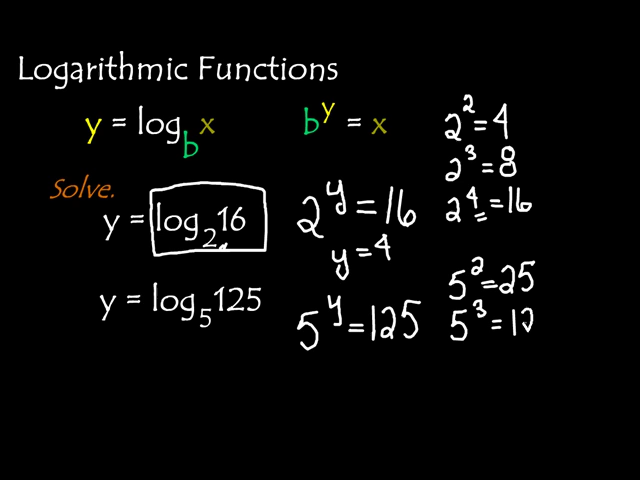 Logarithmic Functions
y = log_b x
b^y = x
2^2 = 4
2^3 = 8
2^4 = 16
Solve.
y = log_2 16
2^y = 16
y = 4
y = log_5 125
5^y = 125
5^2 = 25
5^3 = 12